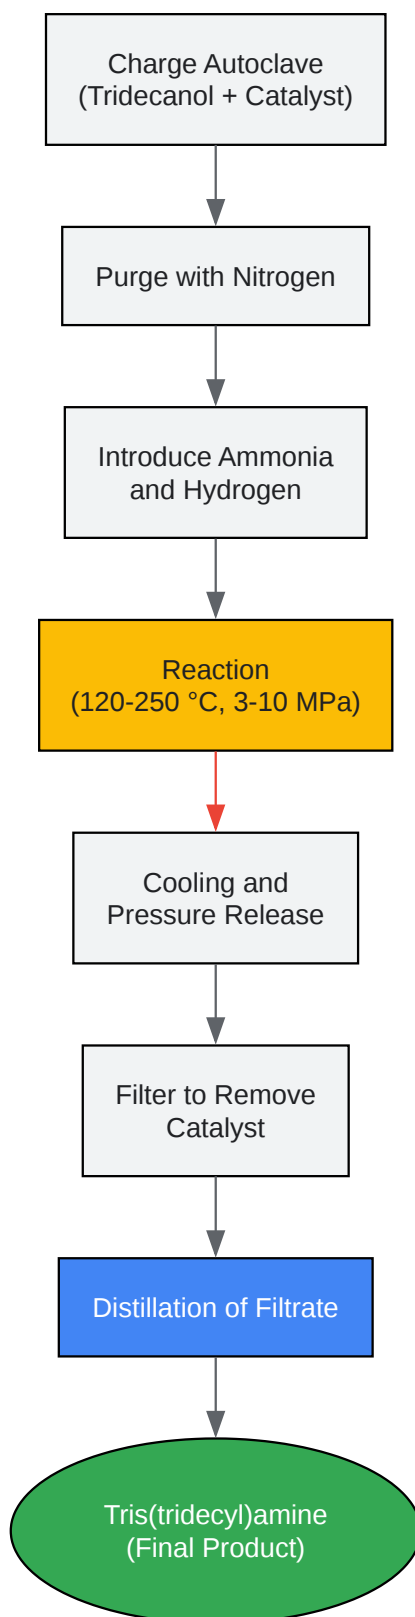 Charge Autoclave
(Tridecanol + Catalyst)
Purge with Nitrogen
Introduce Ammonia
and Hydrogen
Reaction
(120-250 °C, 3-10 MPa)
Cooling and
Pressure Release
Filter to Remove
Catalyst
Distillation of Filtrate
Tris(tridecyl)amine
(Final Product)